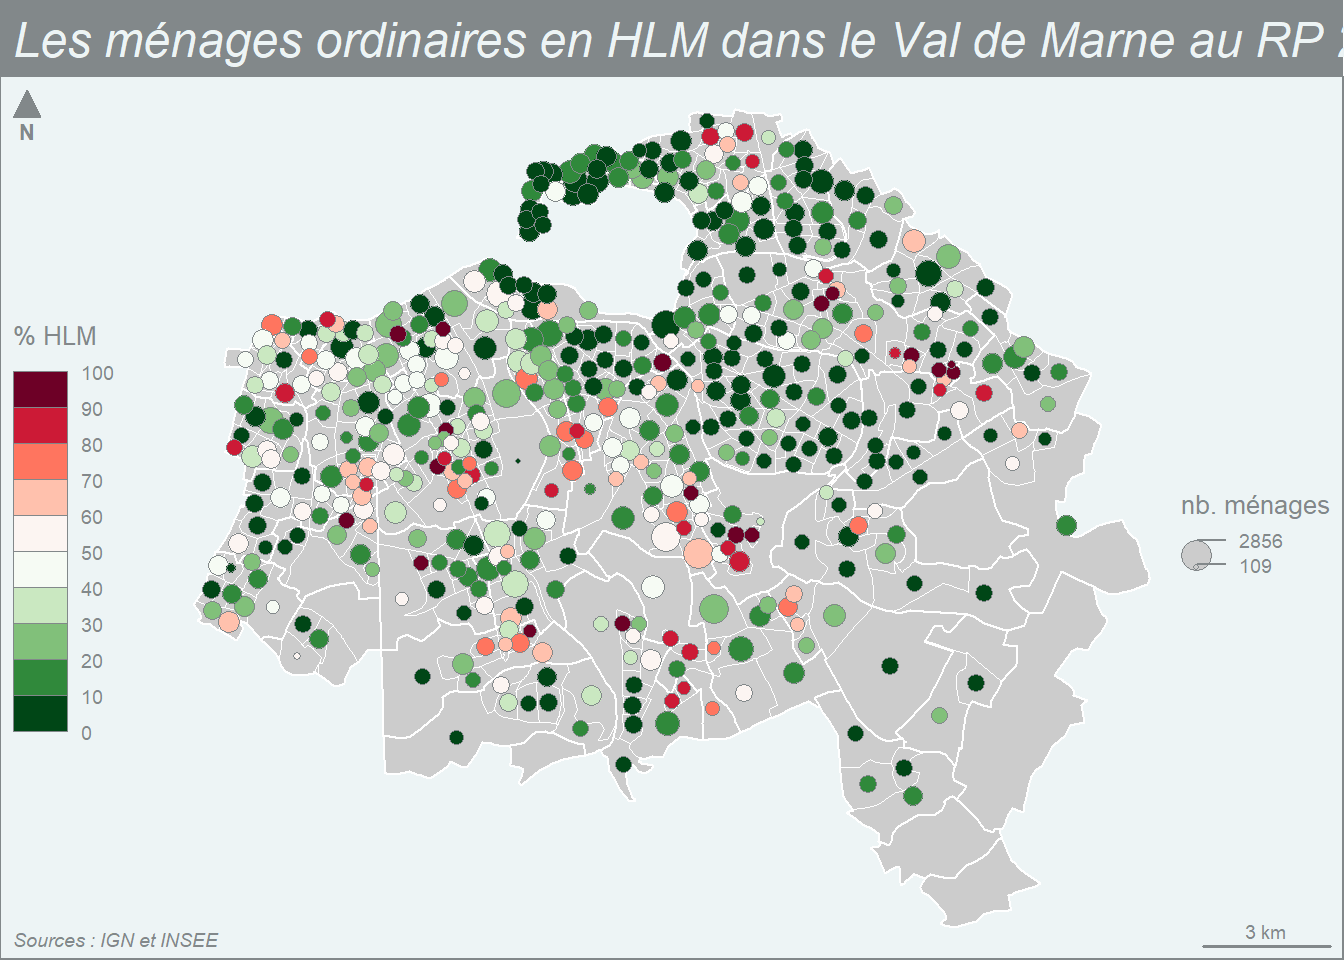 Les ménages ordinaires en HLM dans le Val de Marne au RP
N
% HLM
100
90
80
70
60
50
40
30
20
10
0
nb. ménages
2856
109
3 km
Sources : IGN et INSEE